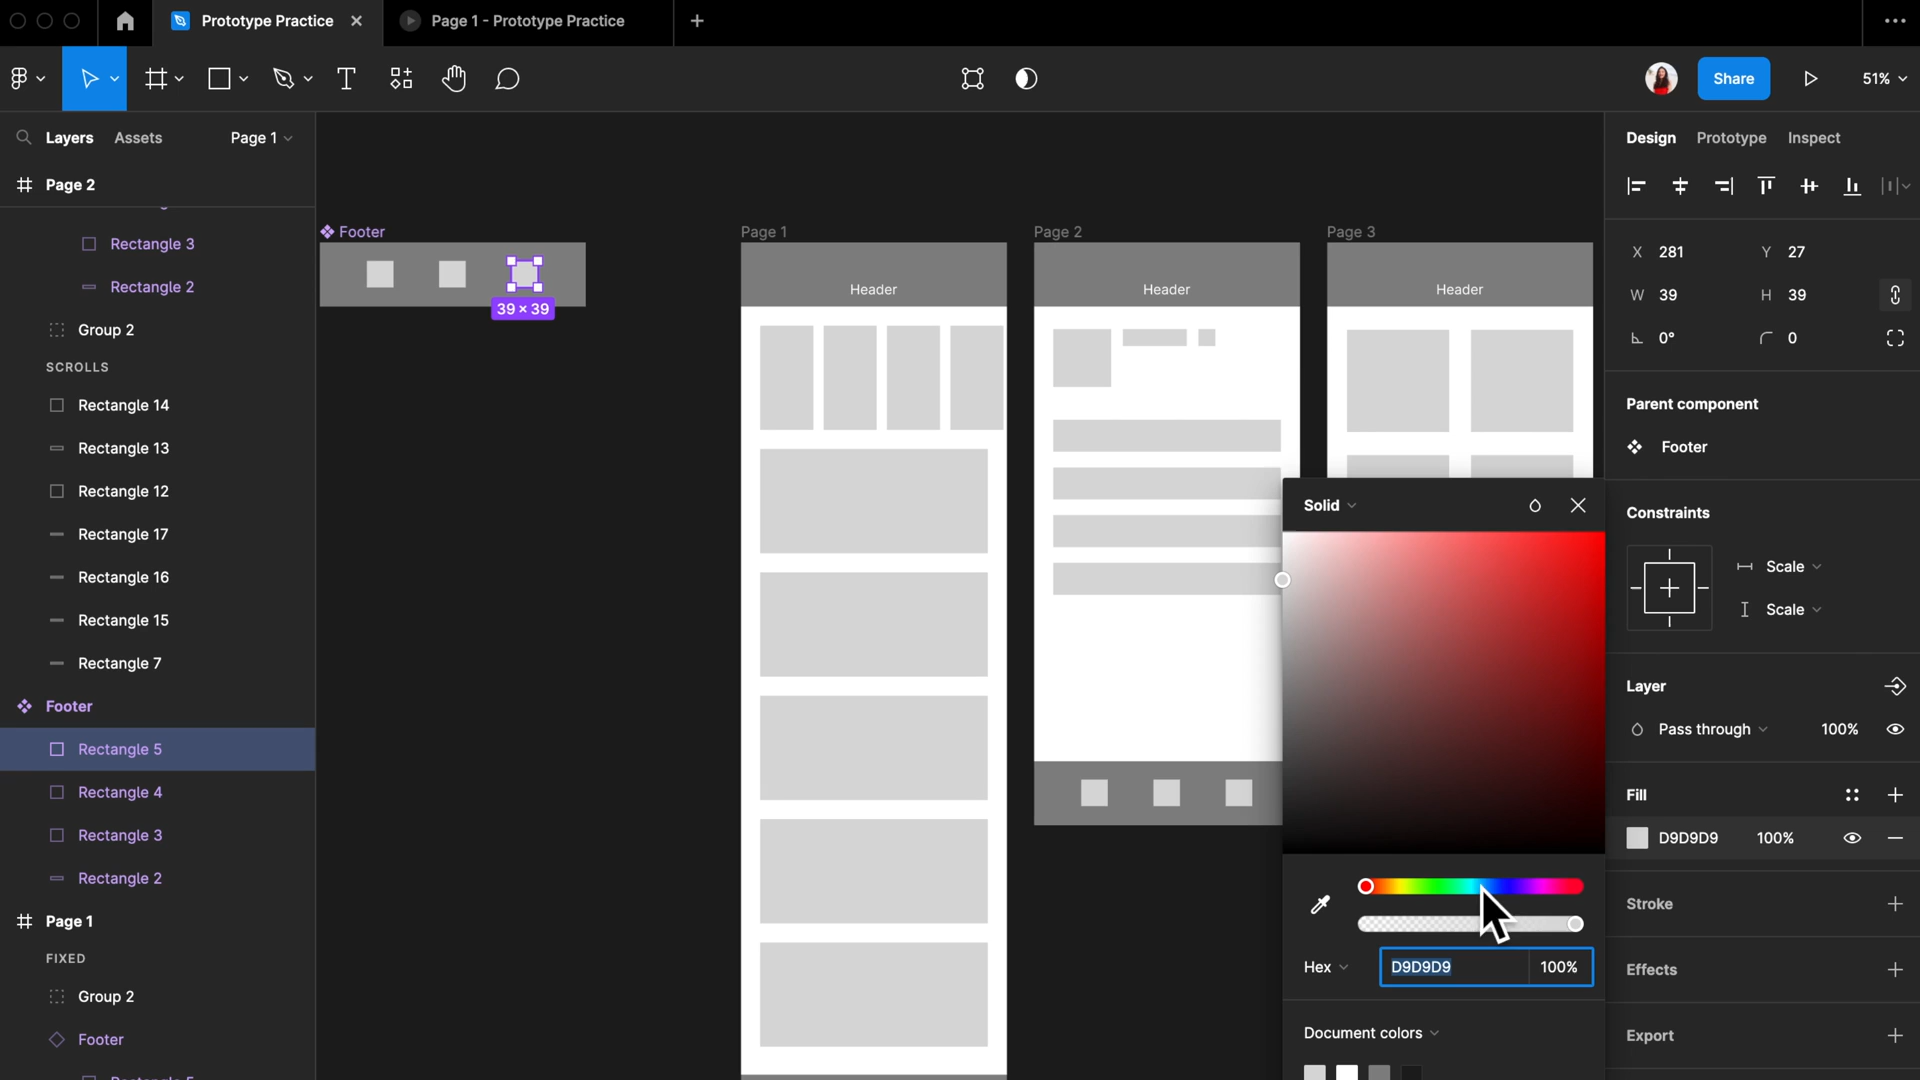 Prototype Practice
Page 1 - Prototype Practice
Share
51%
Layers
Assets
Page 1
Page 2
Rectangle 3
Rectangle 2
Group 2
SCROLLS
Rectangle 14
Rectangle 13
Rectangle 12
Rectangle 17
Rectangle 16
Rectangle 15
Rectangle 7
Footer
Rectangle 5
Rectangle 4
Rectangle 3
Rectangle 2
Page 1
FIXED
Group 2
Footer
Footer
39 × 39
Page 1
Header
Page 2
Header
Page 3
Header
Solid
Hex
D9D9D9
100%
Document colors
Design
Prototype
Inspect
X 281
Y 27
W 39
H 39
0°
0
Parent component
Footer
Constraints
Scale
Scale
Layer
Pass through
100%
Fill
D9D9D9
100%
Stroke
Effects
Export